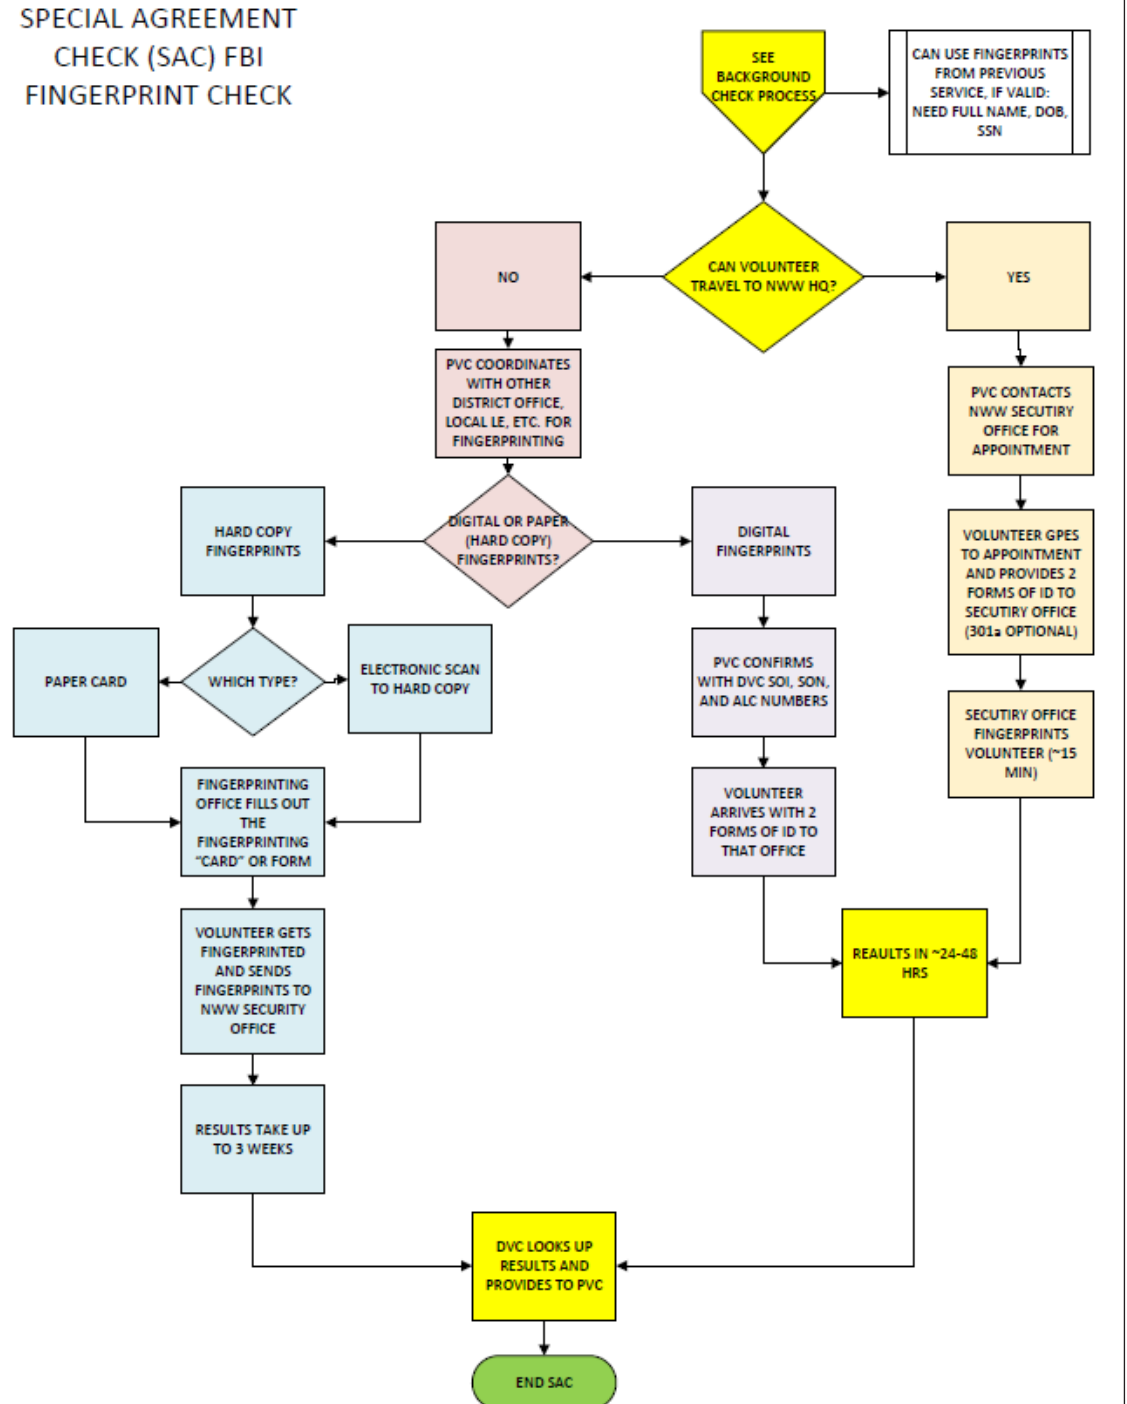 SPECIAL AGREEMENT
CHECK (SAC) FBI
FINGERPRINT CHECK
SEE
BACKGROUND
CHECK PROCESS
CAN USE FINGERPRINTS
FROM PREVIOUS
SERVICE, IF VALID:
NEED FULL NAME, DOB,
SSN
CAN VOLUNTEER
TRAVEL TO NWW HQ?
NO
YES
PVC COORDINATES
WITH OTHER
DISTRICT OFFICE,
LOCAL LE, ETC. FOR
FINGERPRINTING
PVC CONTACTS
NWW SECUTIRY
OFFICE FOR
APPOINTMENT
DIGITAL OR PAPER
(HARD COPY)
FINGERPRINTS?
HARD COPY
FINGERPRINTS
DIGITAL
FINGERPRINTS
VOLUNTEER GPES
TO APPOINTMENT
AND PROVIDES 2
FORMS OF ID TO
SECUTIRY OFFICE
(301a OPTIONAL)
WHICH TYPE?
PAPER CARD
ELECTRONIC SCAN
TO HARD COPY
PVC CONFIRMS
WITH DVC SOI, SON,
AND ALC NUMBERS
SECUTIRY OFFICE
FINGERPRINTS
VOLUNTEER (~15
MIN)
FINGERPRINTING
OFFICE FILLS OUT
THE
FINGERPRINTING
"CARD" OR FORM
VOLUNTEER
ARRIVES WITH 2
FORMS OF ID TO
THAT OFFICE
VOLUNTEER GETS
FINGERPRINTED
AND SENDS
FINGERPRINTS TO
NWW SECURITY
OFFICE
REAULTS IN ~24-48
HRS
RESULTS TAKE UP
TO 3 WEEKS
DVC LOOKS UP
RESULTS AND
PROVIDES TO PVC
END SAC